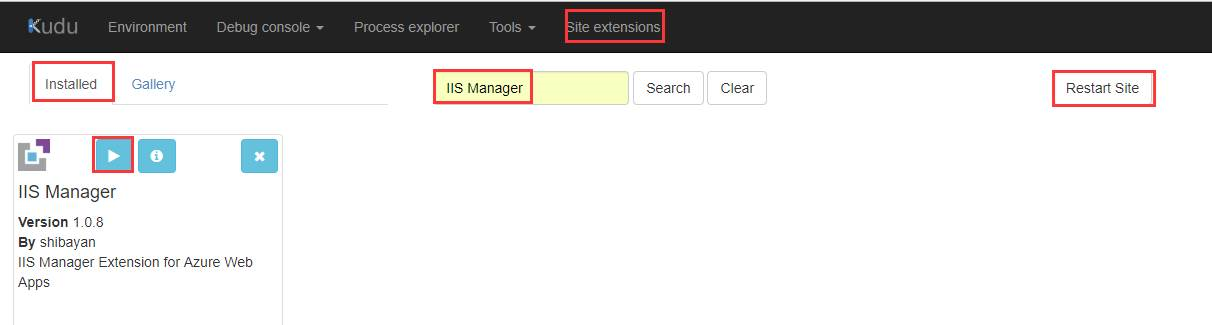 Kudu Environment Debug console Process explorer Tools Site extensions
Installed Gallery IIS Manager Search Clear Restart Site
IIS Manager
Version 1.0.8
By shibayan
IIS Manager Extension for Azure Web
Apps